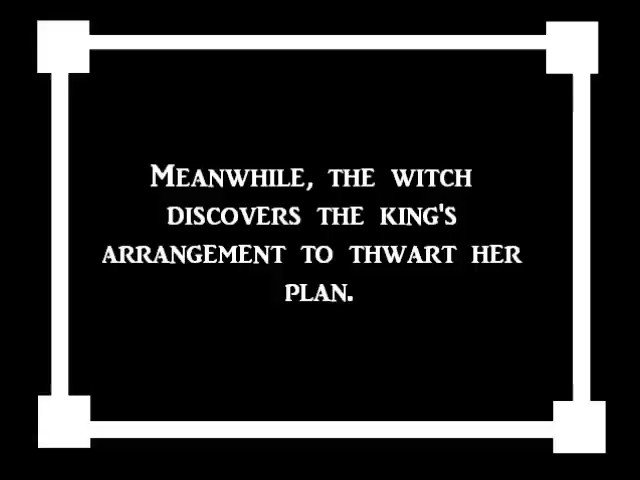 Meanwhile, the witch
discovers the king's
arrangement to thwart her
plan.